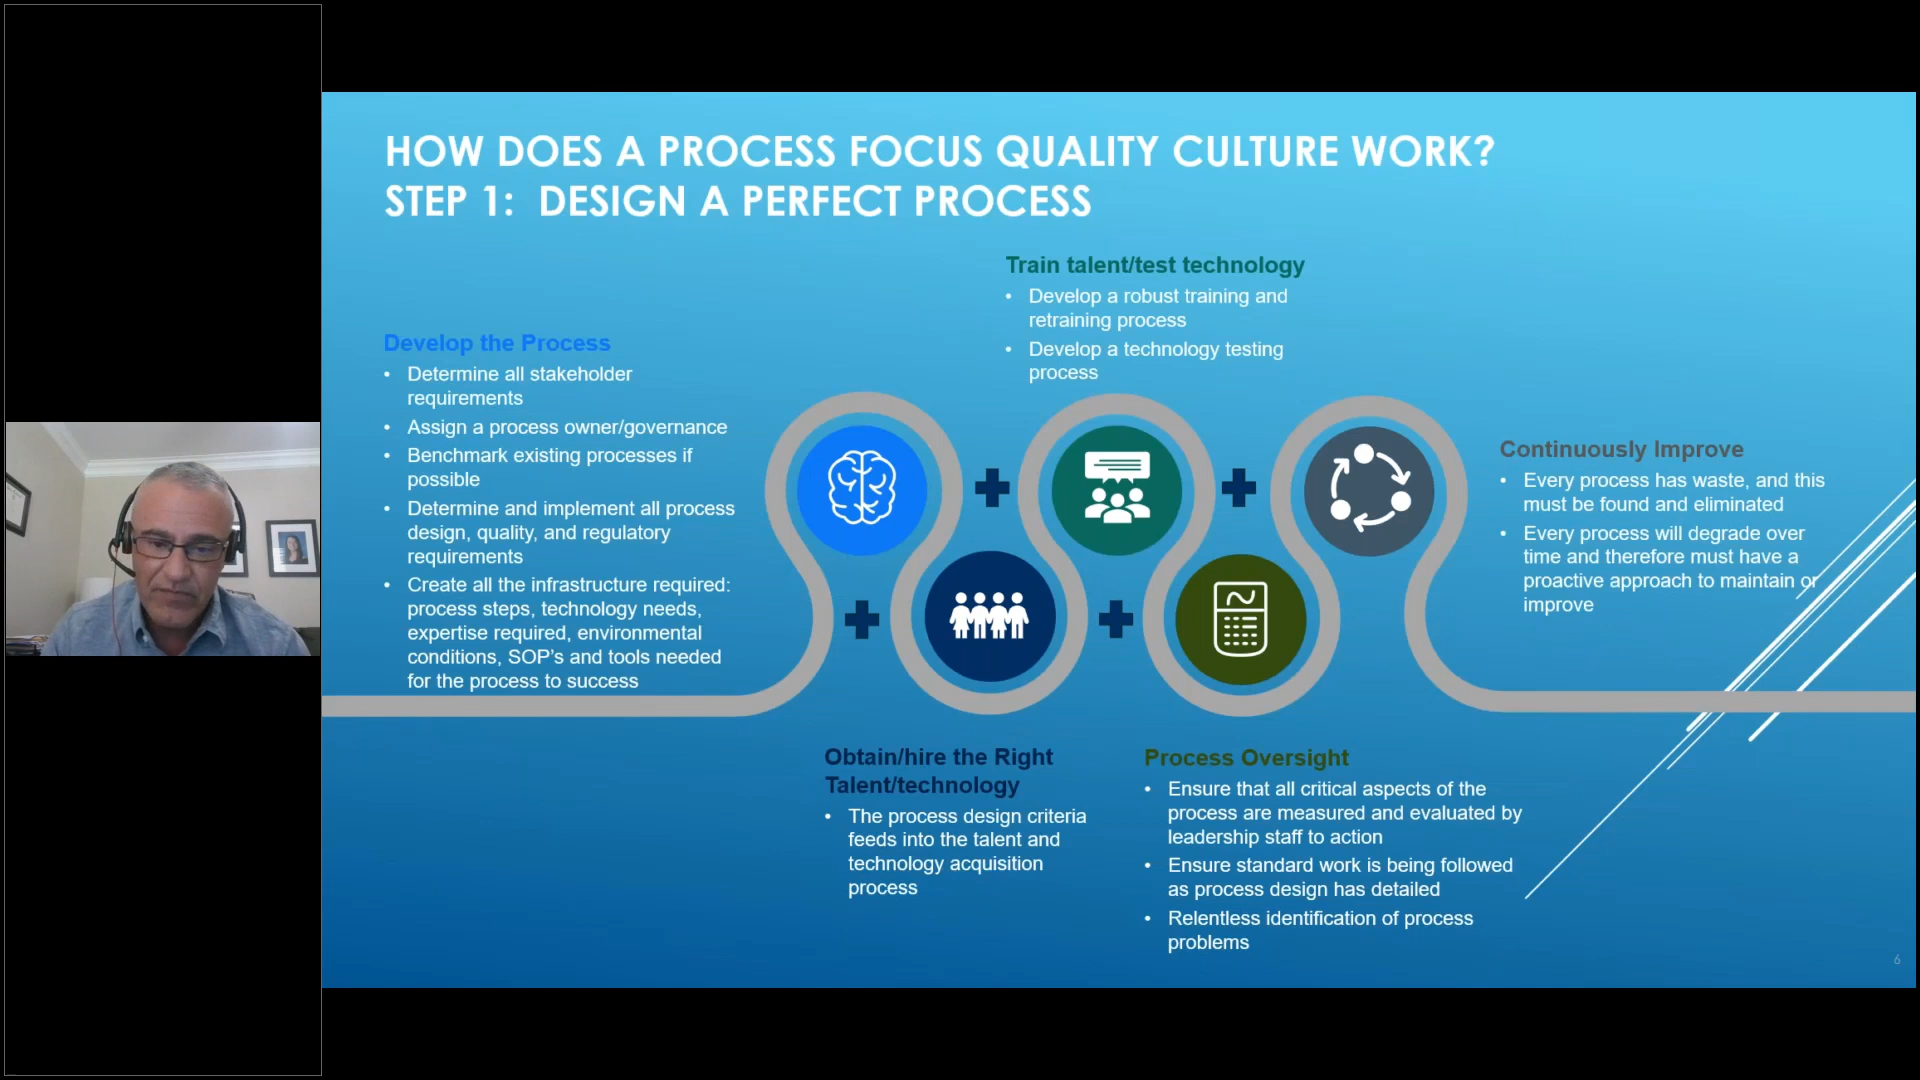 HOW DOES A PROCESS FOCUS QUALITY CULTURE WORK?
STEP 1: DESIGN A PERFECT PROCESS
Develop the Process
• Determine all stakeholder
requirements
• Assign a process owner/governance
• Benchmark existing processes if
possible
• Determine and implement all process
design, quality, and regulatory
requirements
• Create all the infrastructure required:
process steps, technology needs,
expertise required, environmental
conditions, SOP's and tools needed
for the process to success
Obtain/hire the Right
Talent/technology
• The process design criteria
feeds into the talent and
technology acquisition
process
Train talent/test technology
• Develop a robust training and
retraining process
• Develop a technology testing
process
Process Oversight
• Ensure that all critical aspects of the
process are measured and evaluated by
leadership staff to action
• Ensure standard work is being followed
as process design has detailed
• Relentless identification of process
problems
Continuously Improve
• Every process has waste, and this
must be found and eliminated
• Every process will degrade over
time and therefore must have a
proactive approach to maintain or
improve
6